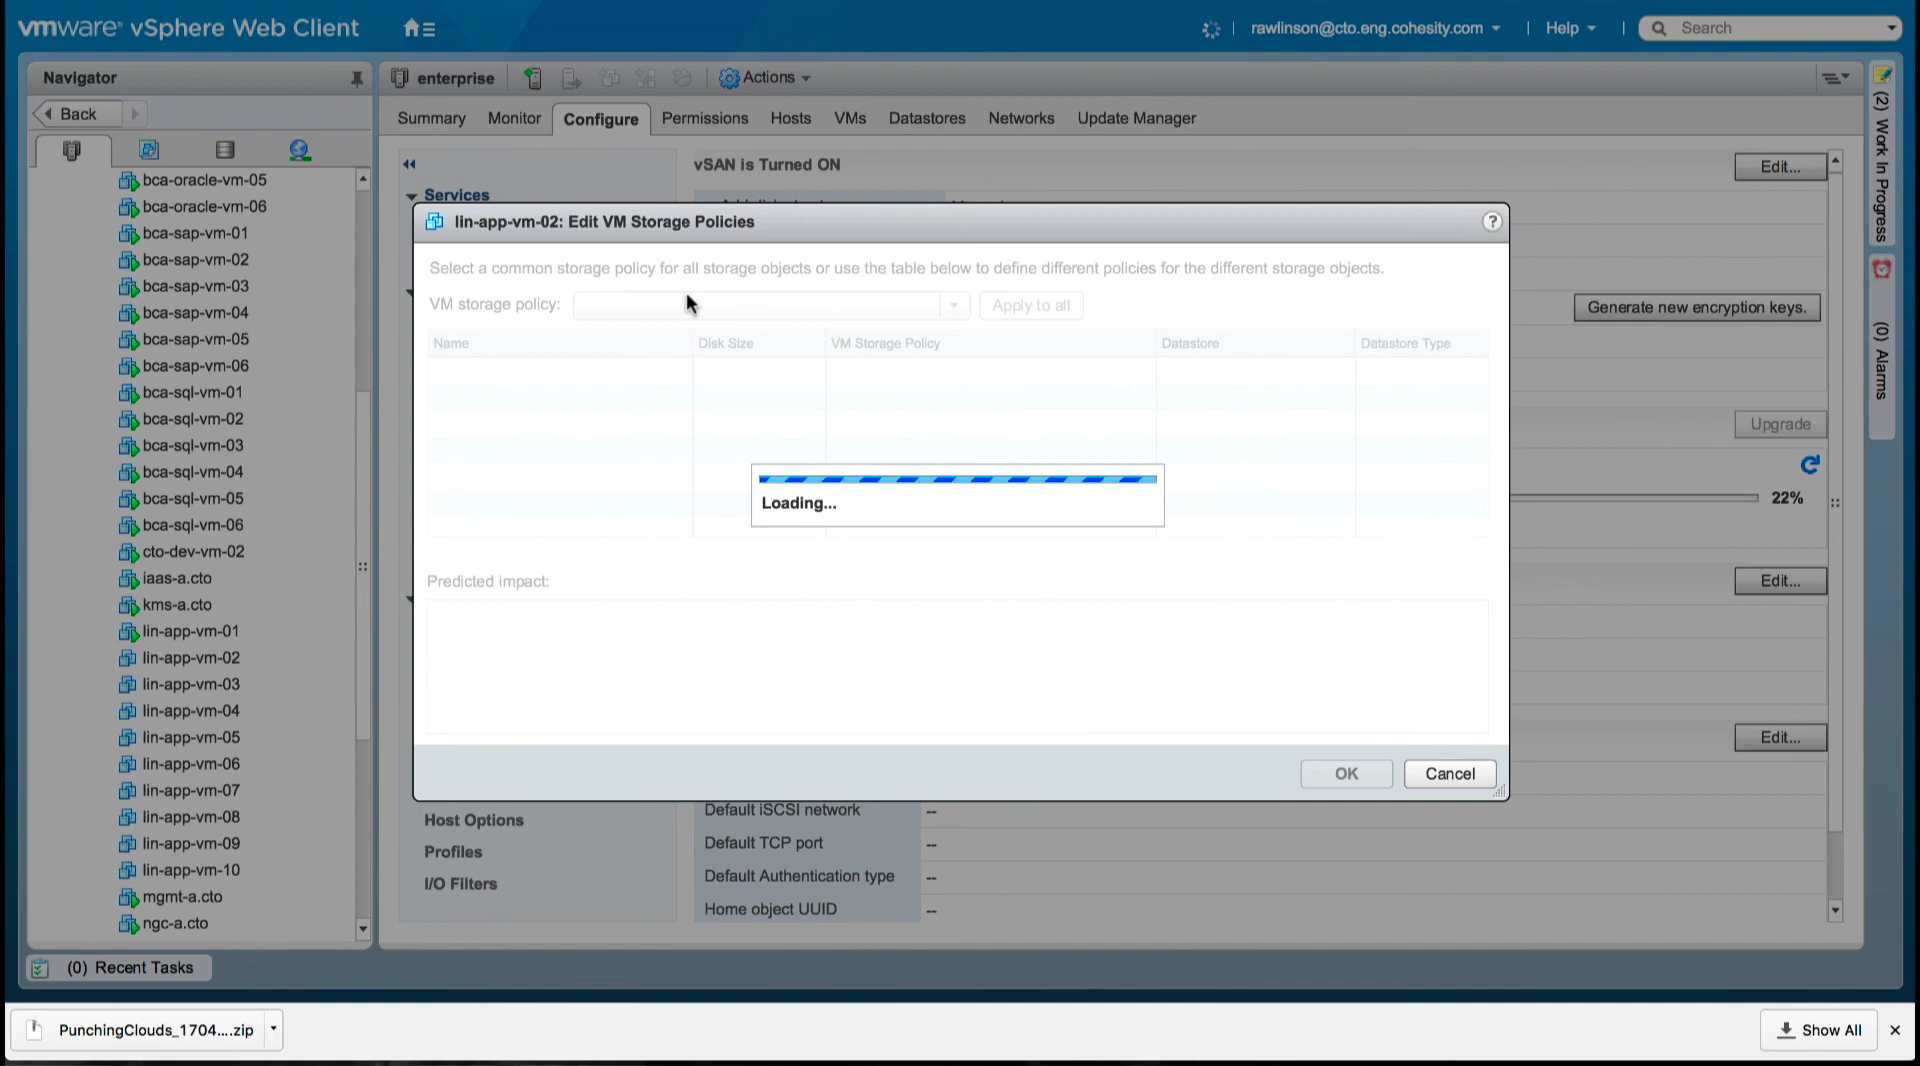 vmware® vSphere Web Client
rawlinson@cto.eng.cohesity.com
Help
Search
Navigator
enterprise
Actions
Back
Summary
Monitor
Configure
Permissions
Hosts
VMs
Datastores
Networks
Update Manager
bca-oracle-vm-05
bca-oracle-vm-06
bca-sap-vm-01
bca-sap-vm-02
bca-sap-vm-03
bca-sap-vm-04
bca-sap-vm-05
bca-sap-vm-06
bca-sql-vm-01
bca-sql-vm-02
bca-sql-vm-03
bca-sql-vm-04
bca-sql-vm-05
bca-sql-vm-06
cto-dev-vm-02
iaas-a.cto
kms-a.cto
lin-app-vm-01
lin-app-vm-02
lin-app-vm-03
lin-app-vm-04
lin-app-vm-05
lin-app-vm-06
lin-app-vm-07
lin-app-vm-08
lin-app-vm-09
lin-app-vm-10
mgmt-a.cto
ngc-a.cto
Services
vSAN is Turned ON
Edit...
lin-app-vm-02: Edit VM Storage Policies
?
Select a common storage policy for all storage objects or use the table below to define different policies for the different storage objects.
VM storage policy:
Apply to all
Name
Disk Size
VM Storage Policy
Datastore
Datastore Type
Loading...
Predicted impact:
OK
Cancel
Generate new encryption keys.
Upgrade
22%
Edit...
Edit...
Host Options
Profiles
I/O Filters
Default iSCSI network --
Default TCP port --
Default Authentication type --
Home object UUID --
(2) Work In Progress
(0) Alarms
(0) Recent Tasks
PunchingClouds_1704....zip
Show All